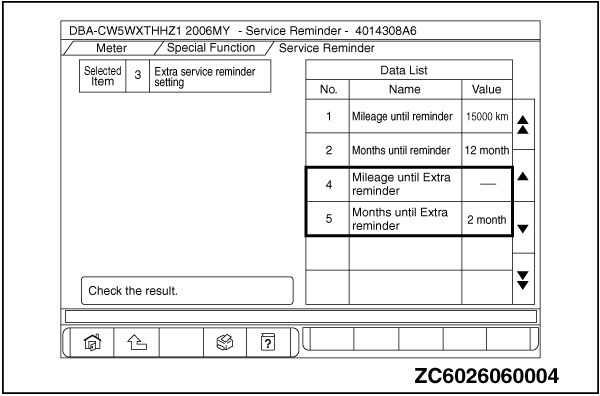 DBA-CW5WXTHHZ1 2006MY - Service Reminder - 4014308A6
Meter / Special Function / Service Reminder
Selected Item 3 Extra service reminder setting
Data List
No. Name Value
1 Mileage until reminder 15000 km
2 Months until reminder 12 month
4 Mileage until Extra reminder —
5 Months until Extra reminder 2 month
Check the result.
?
ZC6026060004